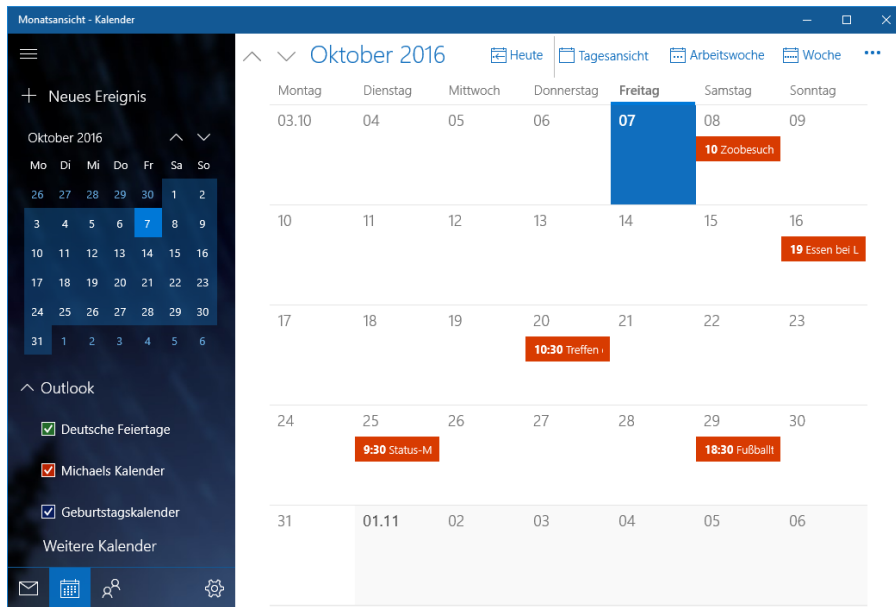 Monatsansicht - Kalender
Neues Ereignis
Oktober 2016
Mo Di Mi Do Fr Sa So
26 27 28 29 30 1 2
3 4 5 6 7 8 9
10 11 12 13 14 15 16
17 18 19 20 21 22 23
24 25 26 27 28 29 30
31 1 2 3 4 5 6
Outlook
Deutsche Feiertage
Michaels Kalender
Geburtstagskalender
Weitere Kalender
Oktober 2016 Heute Tagesansicht Arbeitswoche Woche
Montag Dienstag Mittwoch Donnerstag Freitag Samstag Sonntag
03.10 04 05 06 07 08 09
10 Zoobesuch
10 11 12 13 14 15 16
19 Essen bei L
17 18 19 20 21 22 23
10:30 Treffen
24 25 26 27 28 29 30
9:30 Status-M 18:30 Fußballt
31 01.11 02 03 04 05 06